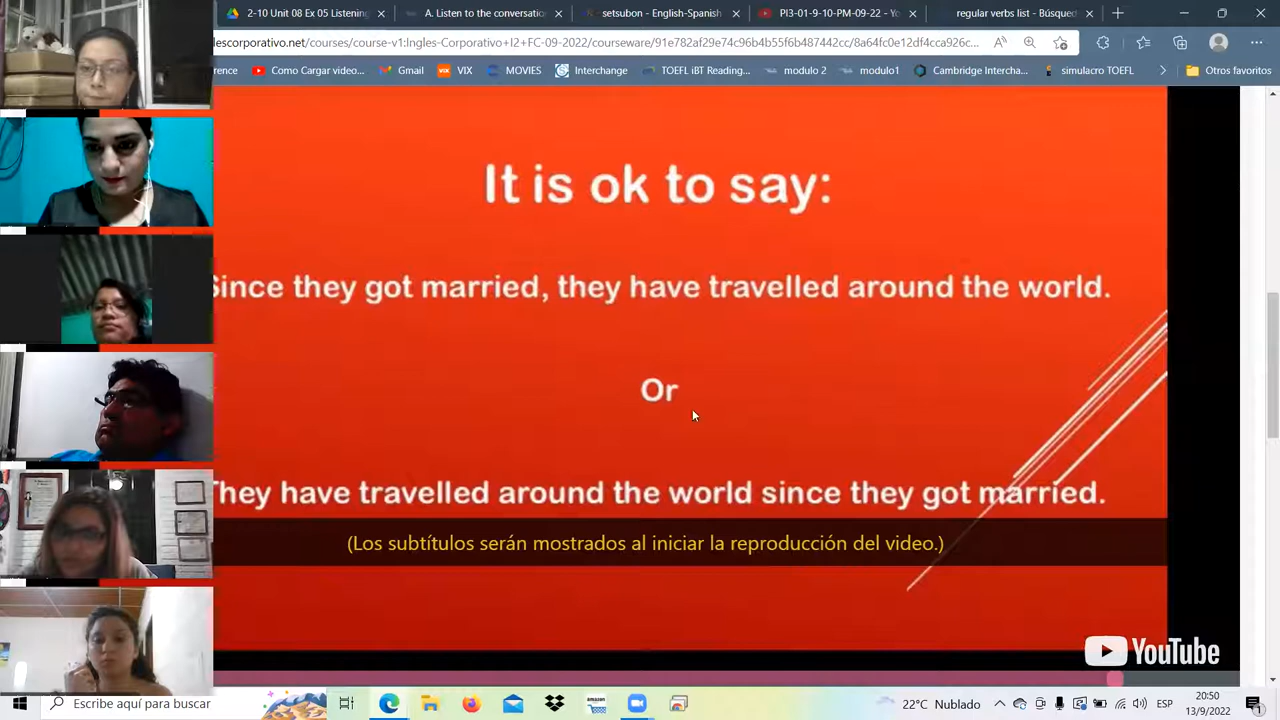 2-10 Unit 08 Ex 05 Listening
A. Listen to the conversation
setsubon - English-Spanish
PI3-01-9-10-PM-09-22 - Yo
regular verbs list - Búsqued
lescorporativo.net/courses/course-v1:Ingles-Corporativo+I2+FC-09-2022/courseware/91e782af29e74c96b4b55f6b487442cc/8a64fc0e12df4cca926c...
rence
Como Cargar video...
Gmail
VIX
MOVIES
Interchange
TOEFL iBT Reading...
modulo 2
modulo1
Cambridge Intercha...
simulacro TOEFL
Otros favoritos
It is ok to say:
Since they got married, they have travelled around the world.
Or
They have travelled around the world since they got married.
(Los subtítulos serán mostrados al iniciar la reproducción del video.)
YouTube
Escribe aquí para buscar
22°C Nublado
ESP
20:50
13/9/2022